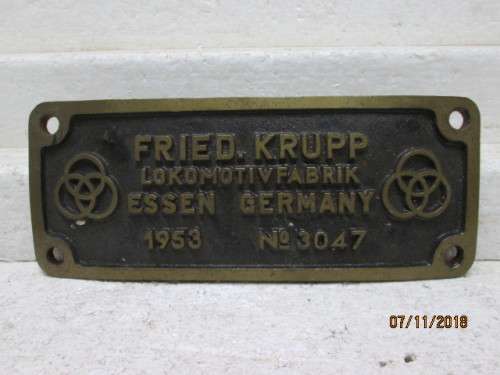 FRIED. KRUPP
LOKOMOTIVFABRIK
ESSEN GERMANY
1953 No 3047
07/11/2018